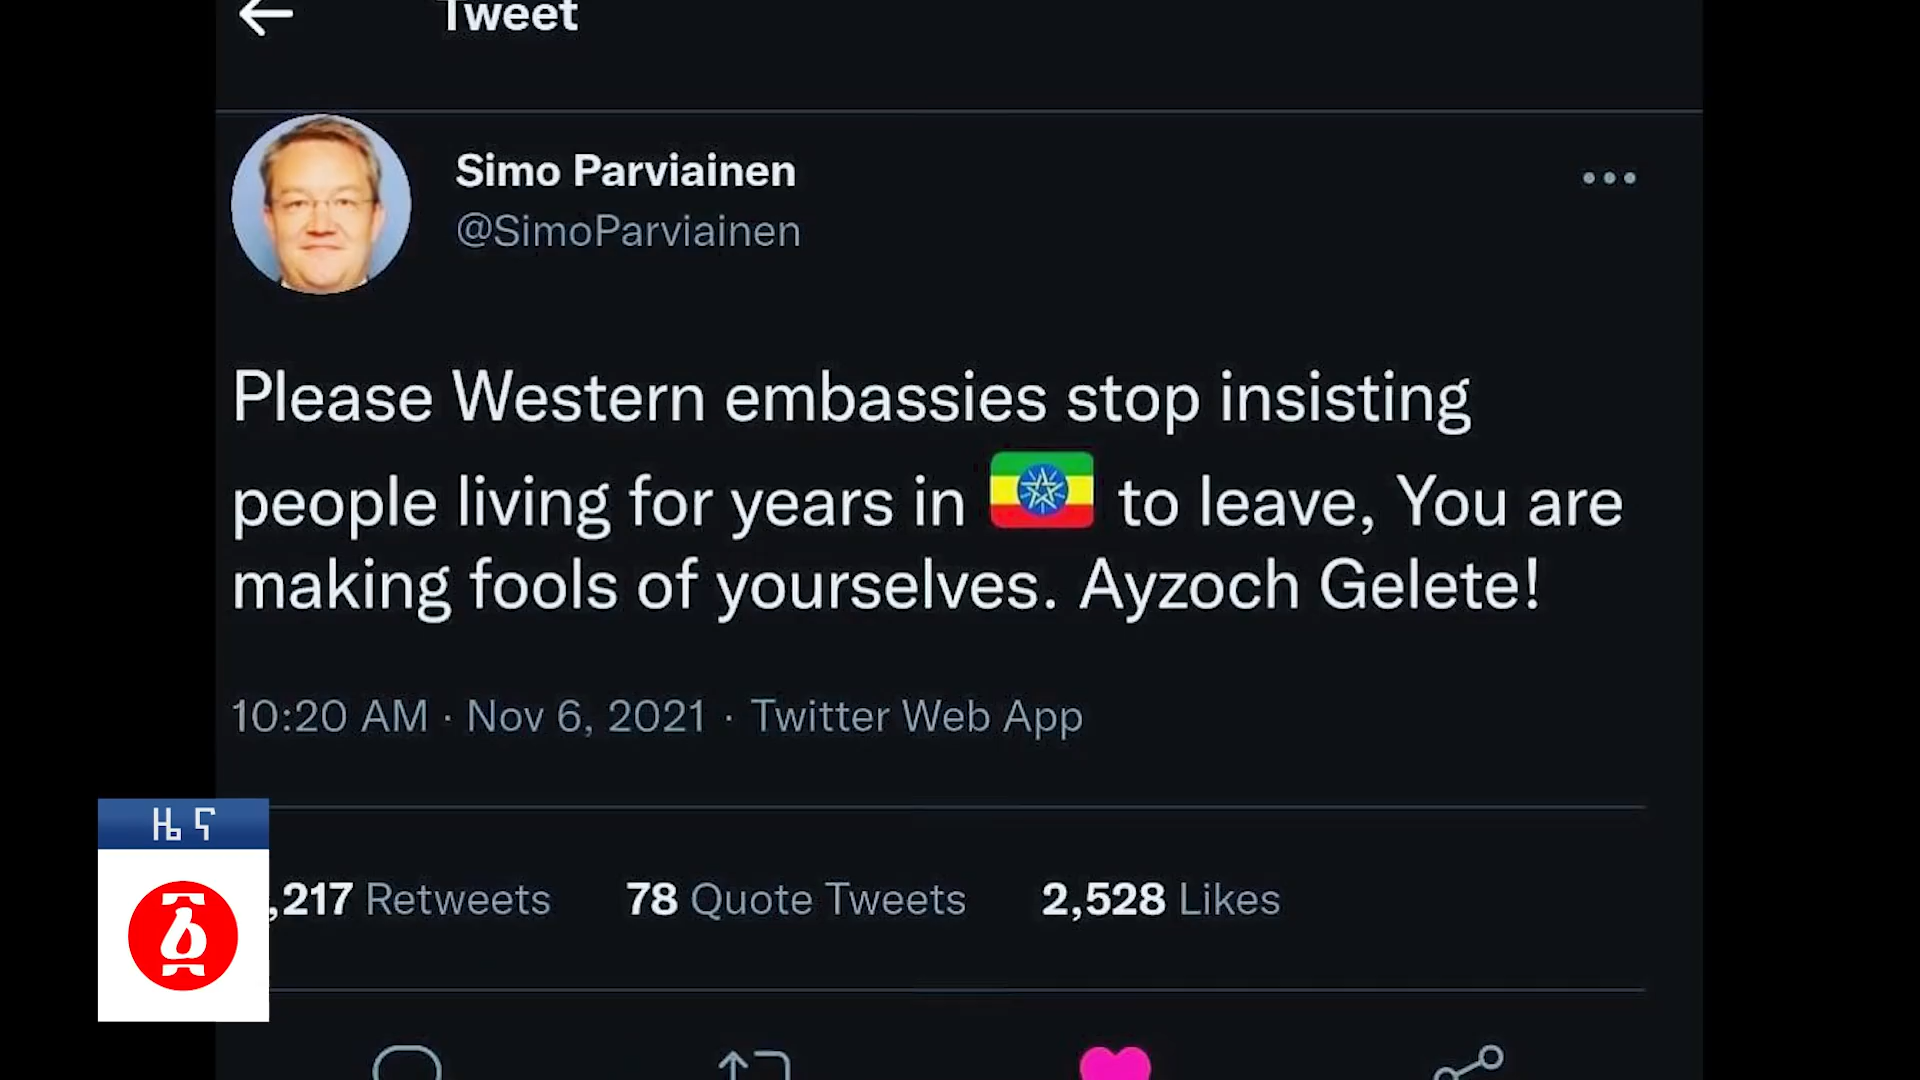 Tweet
Simo Parviainen
@SimoParviainen
Please Western embassies stop insisting
people living for years in 🇪🇹 to leave, You are
making fools of yourselves. Ayzoch Gelete!
10:20 AM · Nov 6, 2021 · Twitter Web App
ዜና
,217 Retweets 78 Quote Tweets 2,528 Likes